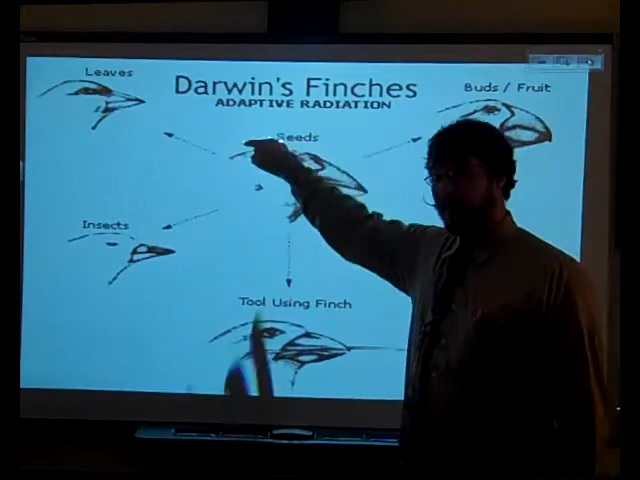 Leaves
Darwin's Finches
ADAPTIVE RADIATION
Buds / Fruit
Seeds
Insects
Tool Using Finch